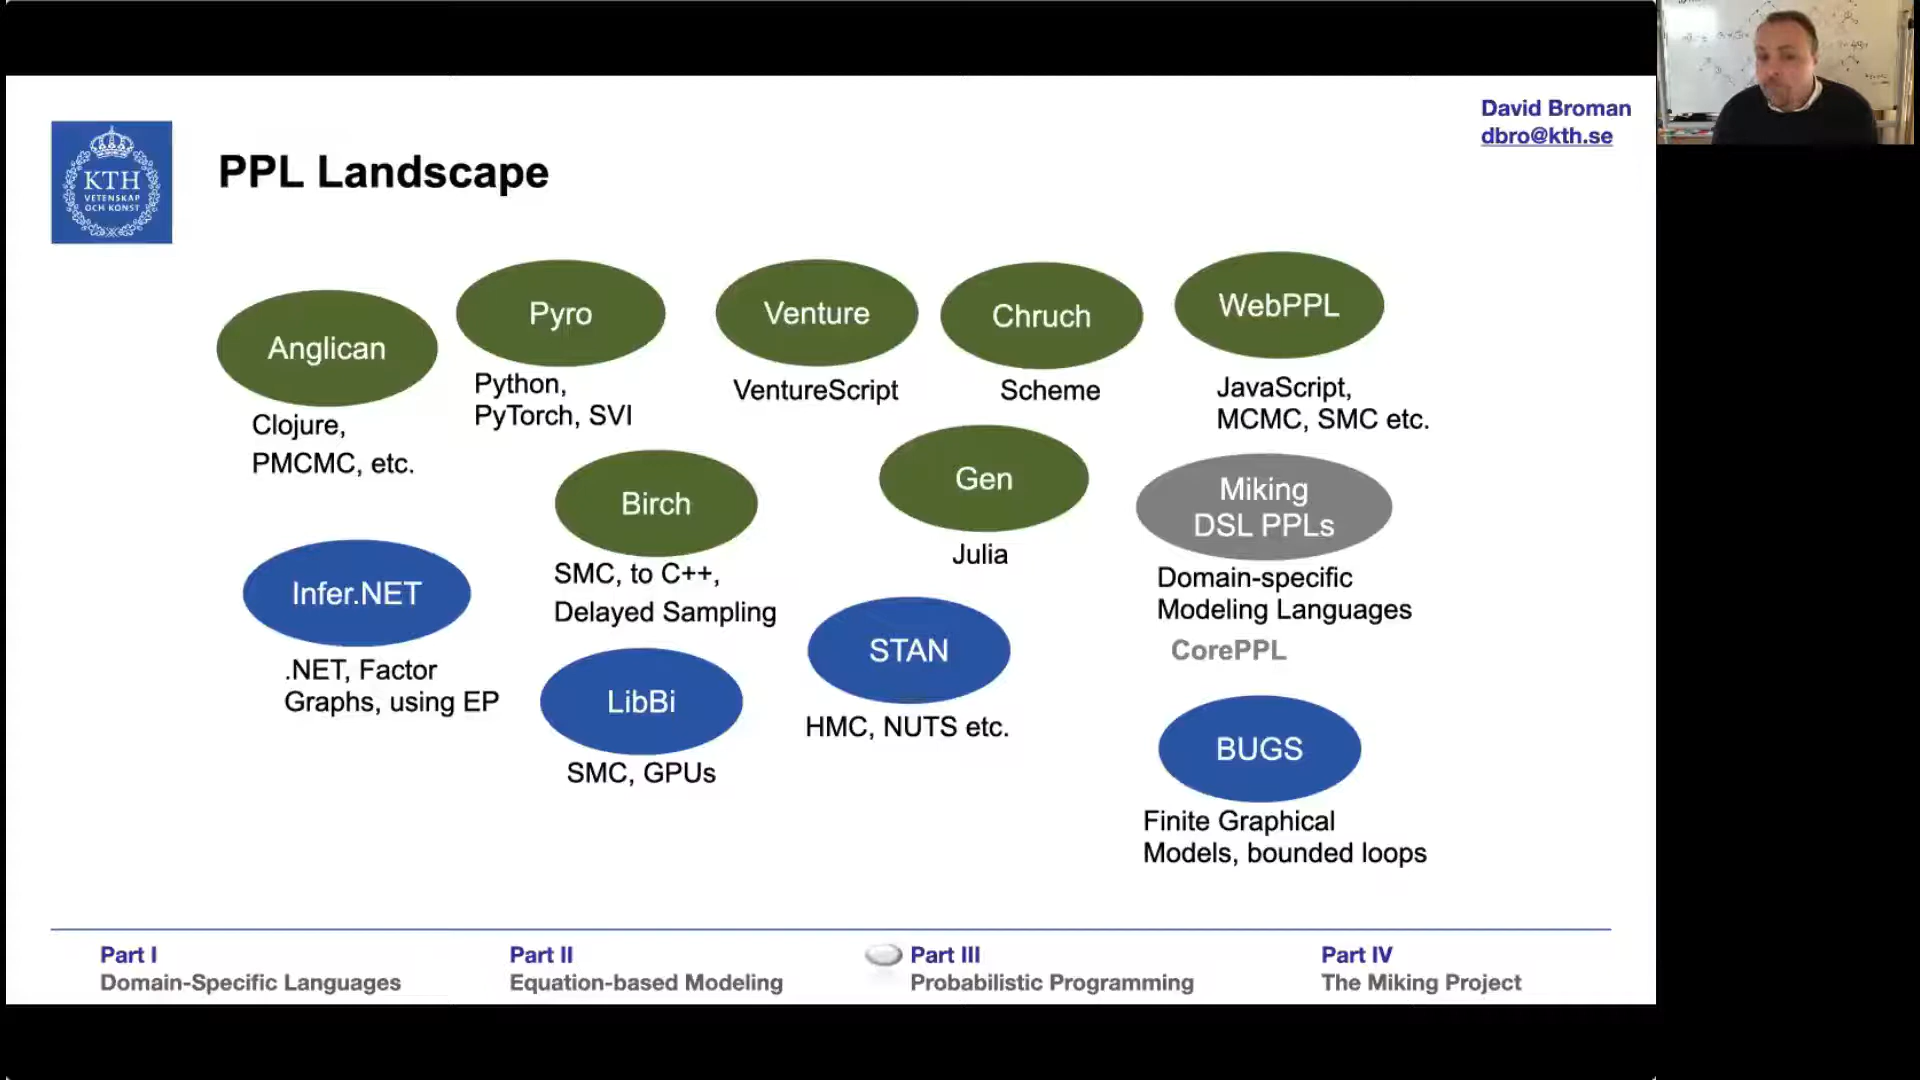 David Broman
dbro@kth.se
KTH
VETENSKAP
OCH KONST
PPL Landscape
Anglican
Clojure,
PMCMC, etc.
Pyro
Python,
PyTorch, SVI
Venture
VentureScript
Chruch
Scheme
WebPPL
JavaScript,
MCMC, SMC etc.
Birch
SMC, to C++,
Delayed Sampling
Gen
Julia
Miking
DSL PPLs
Domain-specific
Modeling Languages
CorePPL
Infer.NET
.NET, Factor
Graphs, using EP
LibBi
SMC, GPUs
STAN
HMC, NUTS etc.
BUGS
Finite Graphical
Models, bounded loops
Part I
Domain-Specific Languages
Part II
Equation-based Modeling
Part III
Probabilistic Programming
Part IV
The Miking Project